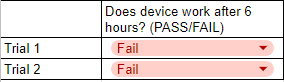 Does device work after 6
hours? (PASS/FAIL)
Trial 1 Fail
Trial 2 Fail